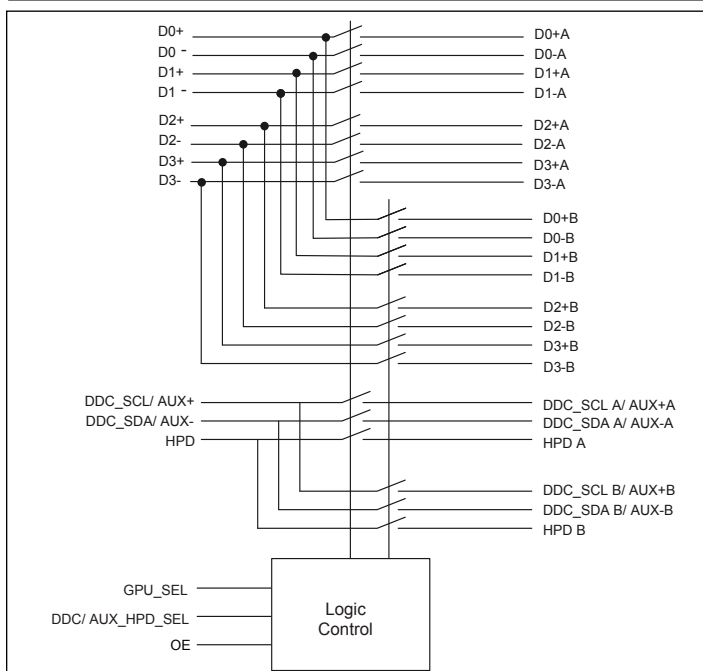 D0+
D0 -
D1+
D1 -
D2+
D2-
D3+
D3-
D0+A
D0-A
D1+A
D1-A
D2+A
D2-A
D3+A
D3-A
D0+B
D0-B
D1+B
D1-B
D2+B
D2-B
D3+B
D3-B
DDC_SCL/ AUX+
DDC_SDA/ AUX-
HPD
DDC_SCL A/ AUX+A
DDC_SDA A/ AUX-A
HPD A
DDC_SCL B/ AUX+B
DDC_SDA B/ AUX-B
HPD B
GPU_SEL
DDC/ AUX_HPD_SEL
OE
Logic
Control